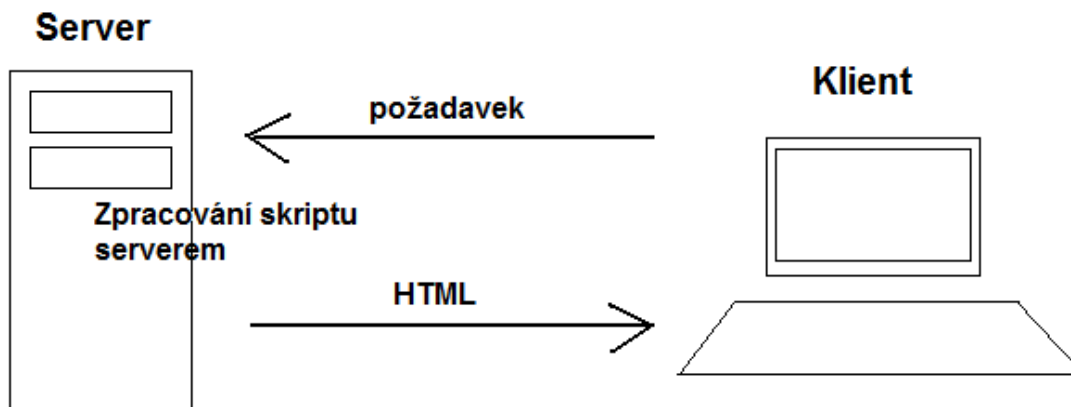 Server
Klient
požadavek
Zpracování skriptu
serverem
HTML